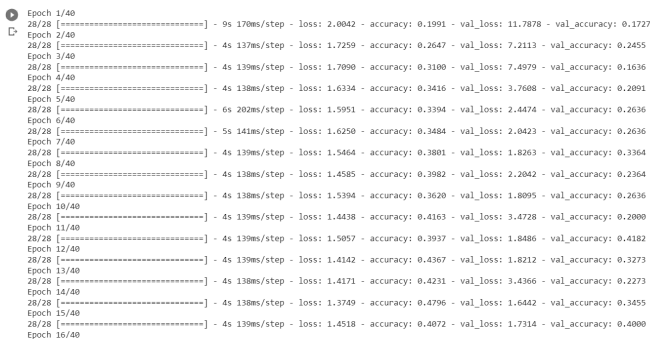 Epoch 1/40
28/28 [==============================] - 9s 170ms/step - loss: 2.0042 - accuracy: 0.1991 - val_loss: 11.7878 - val_accuracy: 0.1727
Epoch 2/40
28/28 [==============================] - 4s 137ms/step - loss: 1.7259 - accuracy: 0.2647 - val_loss: 7.2113 - val_accuracy: 0.2455
Epoch 3/40
28/28 [==============================] - 4s 139ms/step - loss: 1.7090 - accuracy: 0.3100 - val_loss: 7.4979 - val_accuracy: 0.1636
Epoch 4/40
28/28 [==============================] - 4s 138ms/step - loss: 1.6334 - accuracy: 0.3416 - val_loss: 3.7608 - val_accuracy: 0.2091
Epoch 5/40
28/28 [==============================] - 6s 202ms/step - loss: 1.5951 - accuracy: 0.3394 - val_loss: 2.4474 - val_accuracy: 0.2636
Epoch 6/40
28/28 [==============================] - 5s 141ms/step - loss: 1.6250 - accuracy: 0.3484 - val_loss: 2.0423 - val_accuracy: 0.2636
Epoch 7/40
28/28 [==============================] - 4s 139ms/step - loss: 1.5464 - accuracy: 0.3801 - val_loss: 1.8263 - val_accuracy: 0.3364
Epoch 8/40
28/28 [==============================] - 4s 138ms/step - loss: 1.4585 - accuracy: 0.3982 - val_loss: 2.2042 - val_accuracy: 0.2364
Epoch 9/40
28/28 [==============================] - 4s 138ms/step - loss: 1.5394 - accuracy: 0.3620 - val_loss: 1.8095 - val_accuracy: 0.2636
Epoch 10/40
28/28 [==============================] - 4s 139ms/step - loss: 1.4438 - accuracy: 0.4163 - val_loss: 3.4728 - val_accuracy: 0.2000
Epoch 11/40
28/28 [==============================] - 4s 139ms/step - loss: 1.5057 - accuracy: 0.3937 - val_loss: 1.8486 - val_accuracy: 0.4182
Epoch 12/40
28/28 [==============================] - 4s 139ms/step - loss: 1.4142 - accuracy: 0.4367 - val_loss: 1.8212 - val_accuracy: 0.3273
Epoch 13/40
28/28 [==============================] - 4s 138ms/step - loss: 1.4171 - accuracy: 0.4231 - val_loss: 3.4366 - val_accuracy: 0.2273
Epoch 14/40
28/28 [==============================] - 4s 138ms/step - loss: 1.3749 - accuracy: 0.4796 - val_loss: 1.6442 - val_accuracy: 0.3455
Epoch 15/40
28/28 [==============================] - 4s 139ms/step - loss: 1.4518 - accuracy: 0.4072 - val_loss: 1.7314 - val_accuracy: 0.4000
Epoch 16/40